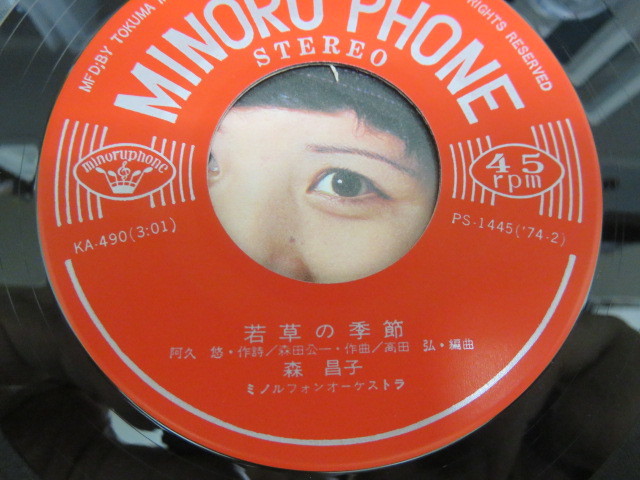 MFD, BY TOKUMA
RIGHTS RESERVED
MINORU PHONE
STEREO
minoruphone
45
rpm
KA-490(3:01)
PS-1445('74-2)
若草の季節
阿久 悠・作詩／森田公一・作曲／高田 弘・編曲
森 昌子
ミノルフォンオーケストラ